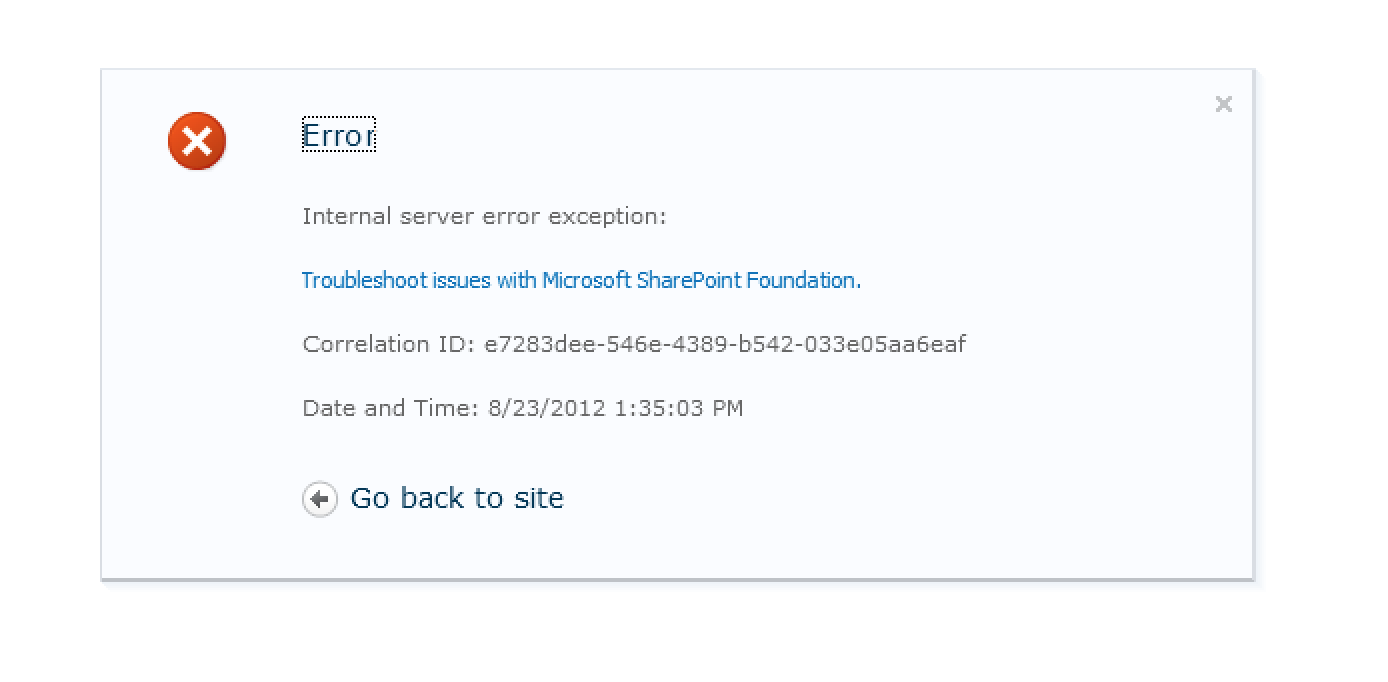 Error
Internal server error exception:
Troubleshoot issues with Microsoft SharePoint Foundation.
Correlation ID: e7283dee-546e-4389-b542-033e05aa6eaf
Date and Time: 8/23/2012 1:35:03 PM
Go back to site